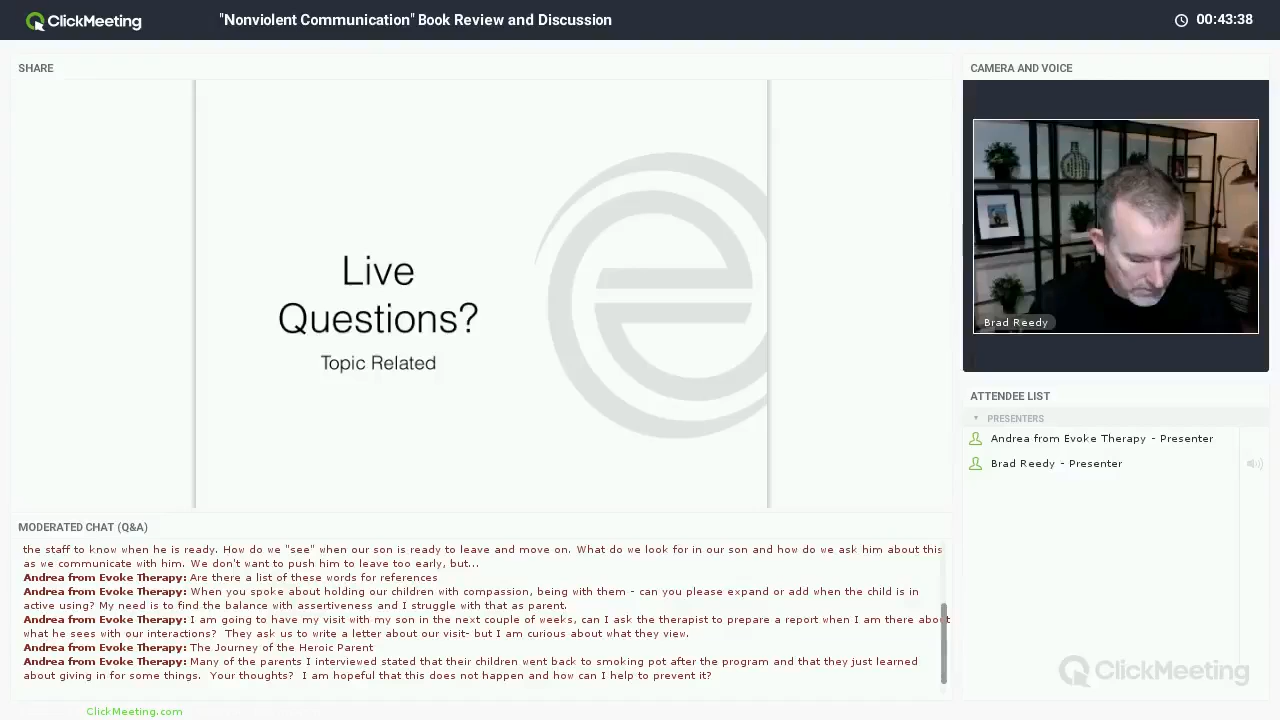 ClickMeeting
"Nonviolent Communication" Book Review and Discussion
00:43:38
SHARE
Live
Questions?
Topic Related
CAMERA AND VOICE
Brad Reedy
ATTENDEE LIST
PRESENTERS
Andrea from Evoke Therapy - Presenter
Brad Reedy - Presenter
MODERATED CHAT (Q&A)
the staff to know when he is ready. How do we "see" when our son is ready to leave and move on. What do we look for in our son and how do we ask him about this
as we communicate with him. We don't want to push him to leave too early, but...
Andrea from Evoke Therapy: Are there a list of these words for references
Andrea from Evoke Therapy: When you spoke about holding our children with compassion, being with them - can you please expand or add when the child is in
active using? My need is to find the balance with assertiveness and I struggle with that as parent.
Andrea from Evoke Therapy: I am going to have my visit with my son in the next couple of weeks, can I ask the therapist to prepare a report when I am there about
what he sees with our interactions? They ask us to write a letter about our visit- but I am curious about what they view.
Andrea from Evoke Therapy: The Journey of the Heroic Parent
Andrea from Evoke Therapy: Many of the parents I interviewed stated that their children went back to smoking pot after the program and that they just learned
about giving in for some things. Your thoughts? I am hopeful that this does not happen and how can I help to prevent it?
ClickMeeting
ClickMeeting.com